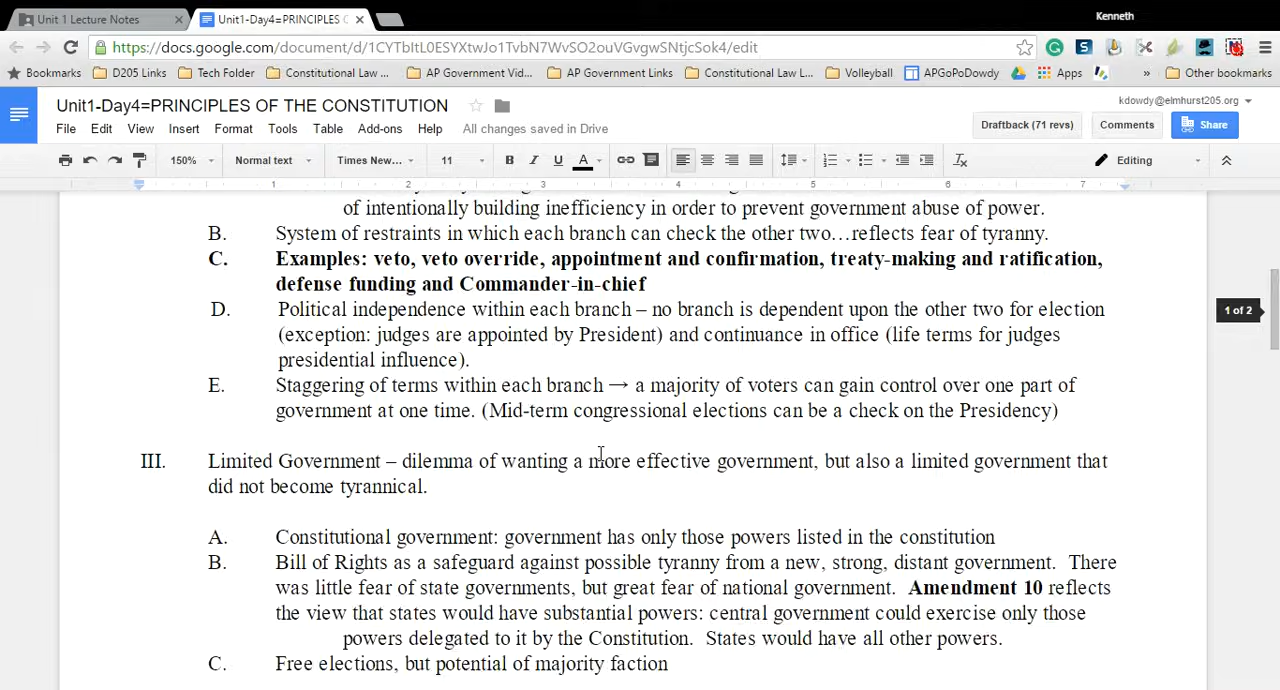 Kenneth
Unit 1 Lecture Notes
Unit1-Day4=PRINCIPLES
https://docs.google.com/document/d/1CYTbItL0ESYXtwJo1TvbN7WvSO2ouVGvgwSNtjcSok4/edit
Bookmarks D205 Links Tech Folder Constitutional Law ... AP Government Vid... AP Government Links Constitutional Law L... Volleyball APGoPoDowdy Apps » Other bookmarks
Unit1-Day4=PRINCIPLES OF THE CONSTITUTION
kdowdy@elmhurst205.org
File Edit View Insert Format Tools Table Add-ons Help All changes saved in Drive
Draftback (71 revs) Comments Share
150% Normal text Times New... 11 B I U A Editing
1 2 3 4 5 6 7
of intentionally building inefficiency in order to prevent government abuse of power.
B. System of restraints in which each branch can check the other two…reflects fear of tyranny.
C. Examples: veto, veto override, appointment and confirmation, treaty-making and ratification,
defense funding and Commander-in-chief
D. Political independence within each branch – no branch is dependent upon the other two for election
(exception: judges are appointed by President) and continuance in office (life terms for judges
presidential influence).
E. Staggering of terms within each branch → a majority of voters can gain control over one part of
government at one time. (Mid-term congressional elections can be a check on the Presidency)
1 of 2
III. Limited Government – dilemma of wanting a more effective government, but also a limited government that
did not become tyrannical.
A. Constitutional government: government has only those powers listed in the constitution
B. Bill of Rights as a safeguard against possible tyranny from a new, strong, distant government. There
was little fear of state governments, but great fear of national government. Amendment 10 reflects
the view that states would have substantial powers: central government could exercise only those
powers delegated to it by the Constitution. States would have all other powers.
C. Free elections, but potential of majority faction